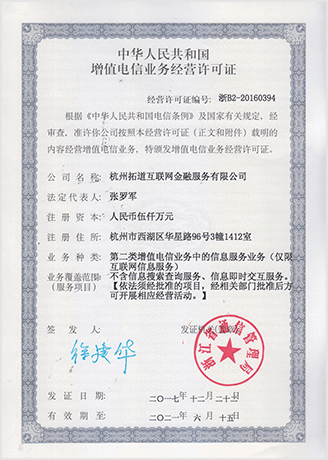 中华人民共和国
增值电信业务经营许可证
经营许可证编号: 浙B2-20160394
根据《中华人民共和国电信条例》及国家有关规定，经
审查，准许你公司按照本经营许可证（正文和附件）载明的
内容经营增值电信业务，特颁发增值电信业务经营许可证。
公司名称: 杭州拓道互联网金融服务有限公司
法定代表人: 张罗军
注册资本: 人民币伍仟万元
注册住所: 杭州市西湖区华星路96号3幢1412室
业务种类: 第二类增值电信业务中的信息服务业务（仅限
互联网信息服务）
业务覆盖范围: 不含信息搜索查询服务、信息即时交互服务。
（服务项目） 【依法须经批准的项目，经相关部门批准后方
可开展相应经营活动。】
签发人
发证机关
浙江省通信管理局
徐建华
发证日期: 二〇一七年十二月二十二日
有效期至: 二〇二一年六月十五日